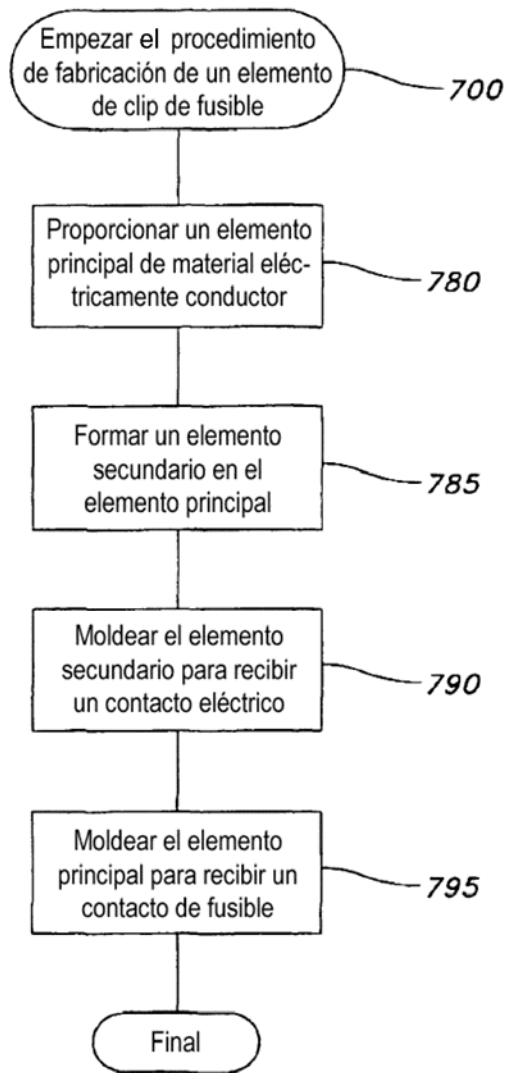 Empezar el procedimiento
de fabricación de un elemento
de clip de fusible
700
Proporcionar un elemento
principal de material eléc-
tricamente conductor
780
Formar un elemento
secundario en el
elemento principal
785
Moldear el elemento
secundario para recibir
un contacto eléctrico
790
Moldear el elemento
principal para recibir un
contacto de fusible
795
Final